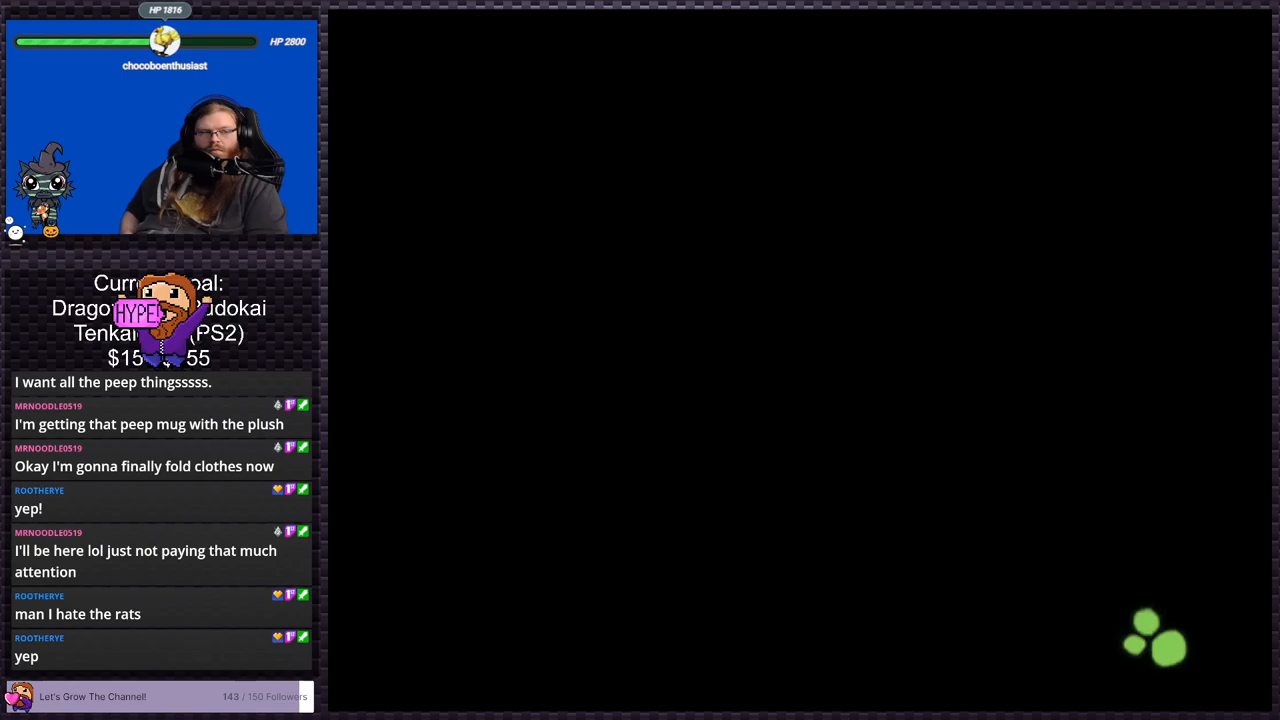 HP 1816
HP 2800
chocoboenthusiast
Curr oal:
Drago udokai
Tenkai (PS2)
$15 55
HYPE!
I want all the peep thingsssss.
MRNOODLE0519
I'm getting that peep mug with the plush
MRNOODLE0519
Okay I'm gonna finally fold clothes now
ROOTHERYE
yep!
MRNOODLE0519
I'll be here lol just not paying that much
attention
ROOTHERYE
man I hate the rats
ROOTHERYE
yep
Let's Grow The Channel!
143 / 150 Followers